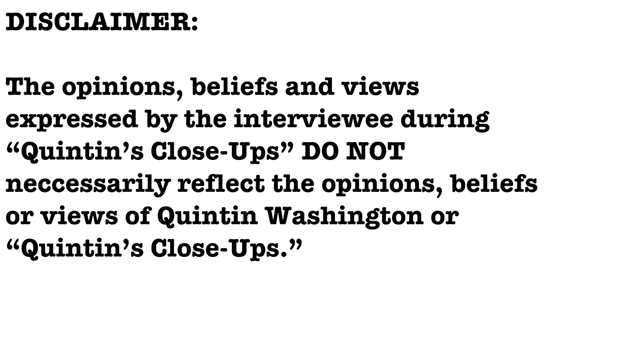 DISCLAIMER:
The opinions, beliefs and views
expressed by the interviewee during
“Quintin’s Close-Ups” DO NOT
neccessarily reflect the opinions, beliefs
or views of Quintin Washington or
“Quintin’s Close-Ups.”